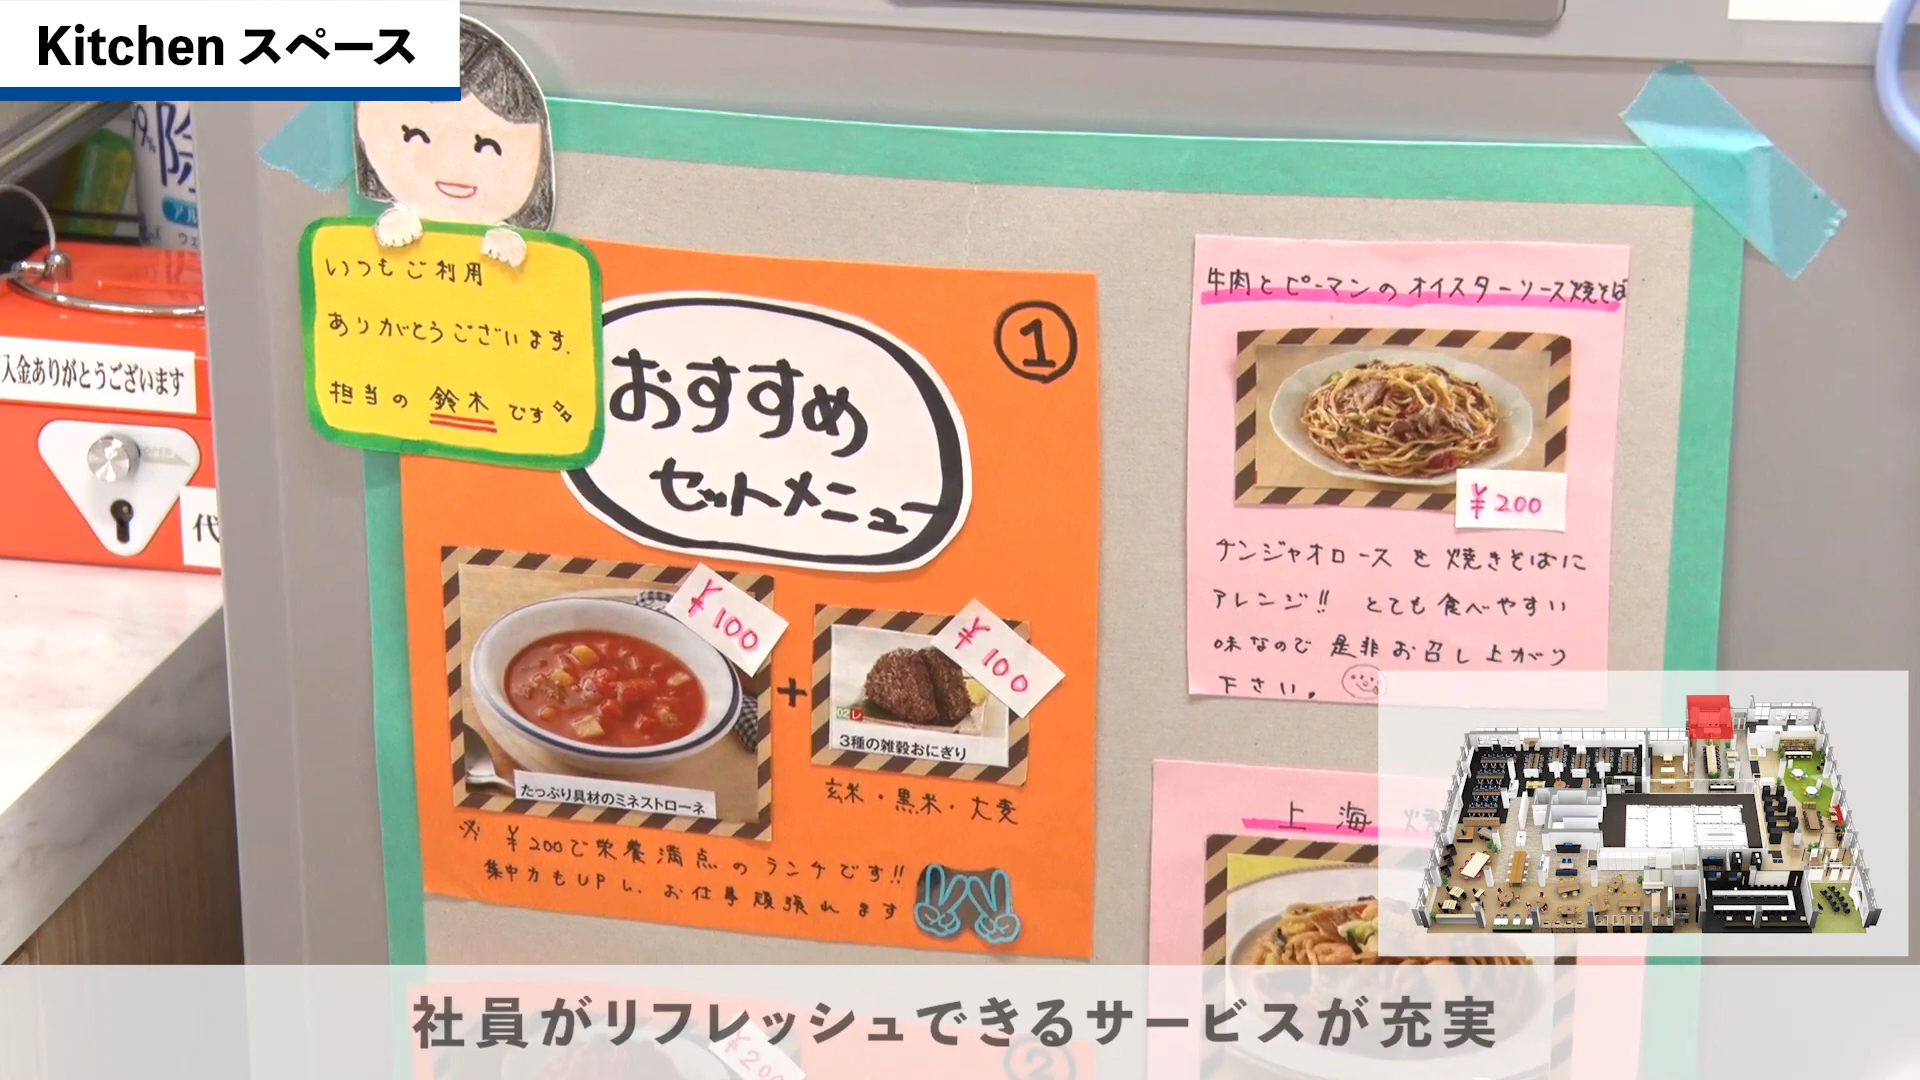 Kitchen スペース
いつもご利用
ありがとうございます.
担当の 鈴木 です
入金ありがとうございます
代
①
おすすめ
セットメニュー
¥100
+
¥100
たっぷり具材のミネストローネ
3種の雑穀おにぎり
玄米・黒米・大麦
※ ¥200で栄養満点のランチです!!
集中力もUPし、お仕事頑張れます
牛肉とピーマンのオイスターソース焼そば
¥200
チンジャオロースを焼きそばに
アレンジ!! とても食べやすい
味なので是非お召し上がり
下さい。
上海
社員がリフレッシュできるサービスが充実
¥200
②